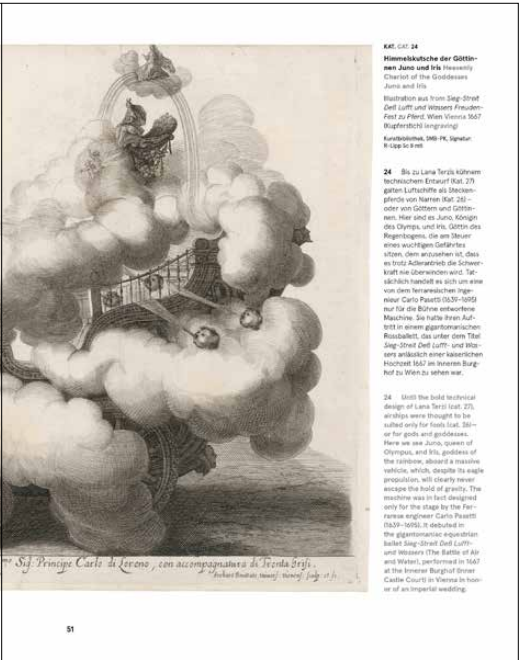 KAT. CAT. 24
Himmelskutsche der Göttin-
nen Juno und Iris Heavenly
Chariot of the Goddesses
Juno and Iris
Illustration aus from Sieg-Streit
Deß Lufft und Wassers Freuden-
Fest zu Pferd, Wien Vienna 1667
(Kupferstich) (engraving)
Kunstbibliothek, SMB-PK, Signatur:
R-Lipp Sc 8 mtl
24 Bis zu Lana Terzis kühnem
technischem Entwurf (Kat. 27)
galten Luftschiffe als Stecken-
pferde von Narren (Kat. 26) –
oder von Göttern und Göttin-
nen. Hier sind es Juno, Königin
des Olymps, und Iris, Göttin des
Regenbogens, die am Steuer
eines wuchtigen Gefährtes
sitzen, dem anzusehen ist, dass
es trotz Adlerantrieb die Schwer-
kraft nie überwinden wird. Tat-
sächlich handelt es sich um eine
von dem ferraresischen Inge-
nieur Carlo Pasetti (1639–1695)
nur für die Bühne entworfene
Maschine. Sie hatte ihren Auf-
tritt in einem gigantomanischen
Rossballett, das unter dem Titel
Sieg-Streit Deß Lufft- und Was-
sers anlässlich einer kaiserlichen
Hochzeit 1667 im Inneren Burg-
hof zu Wien zu sehen war.
24 Until the bold technical
design of Lana Terzi (cat. 27),
airships were thought to be
suited only for fools (cat. 26)—
or for gods and goddesses.
Here we see Juno, queen of
Olympus, and Iris, goddess of
the rainbow, aboard a massive
vehicle, which, despite its eagle
propulsion, will clearly never
escape the hold of gravity. The
machine was in fact designed
only for the stage by the Fer-
rarese engineer Carlo Pasetti
(1639–1695). It debuted in
the gigantomaniac equestrian
ballet Sieg-Streit Deß Lufft-
und Wassers (The Battle of Air
and Water), performed in 1667
at the Innerer Burghof (Inner
Castle Court) in Vienna in hon-
or of an imperial wedding.
Sig: Principe Carlo di Loreno, con accompagnatura di Trenta Grifi.
51